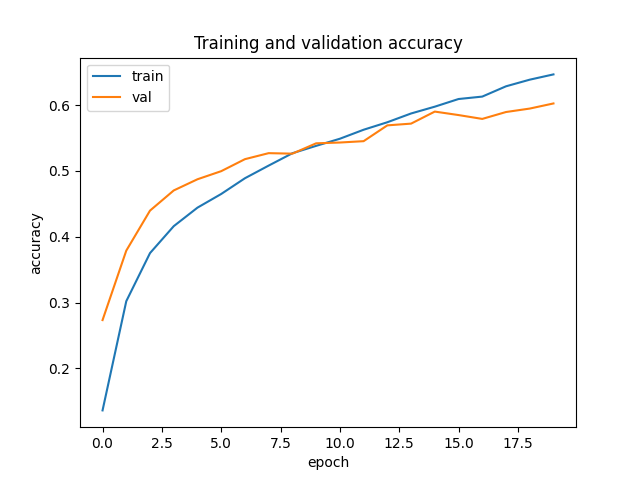 Training and validation accuracy
train
val
accuracy
0.6
0.5
0.4
0.3
0.2
0.0 2.5 5.0 7.5 10.0 12.5 15.0 17.5
epoch